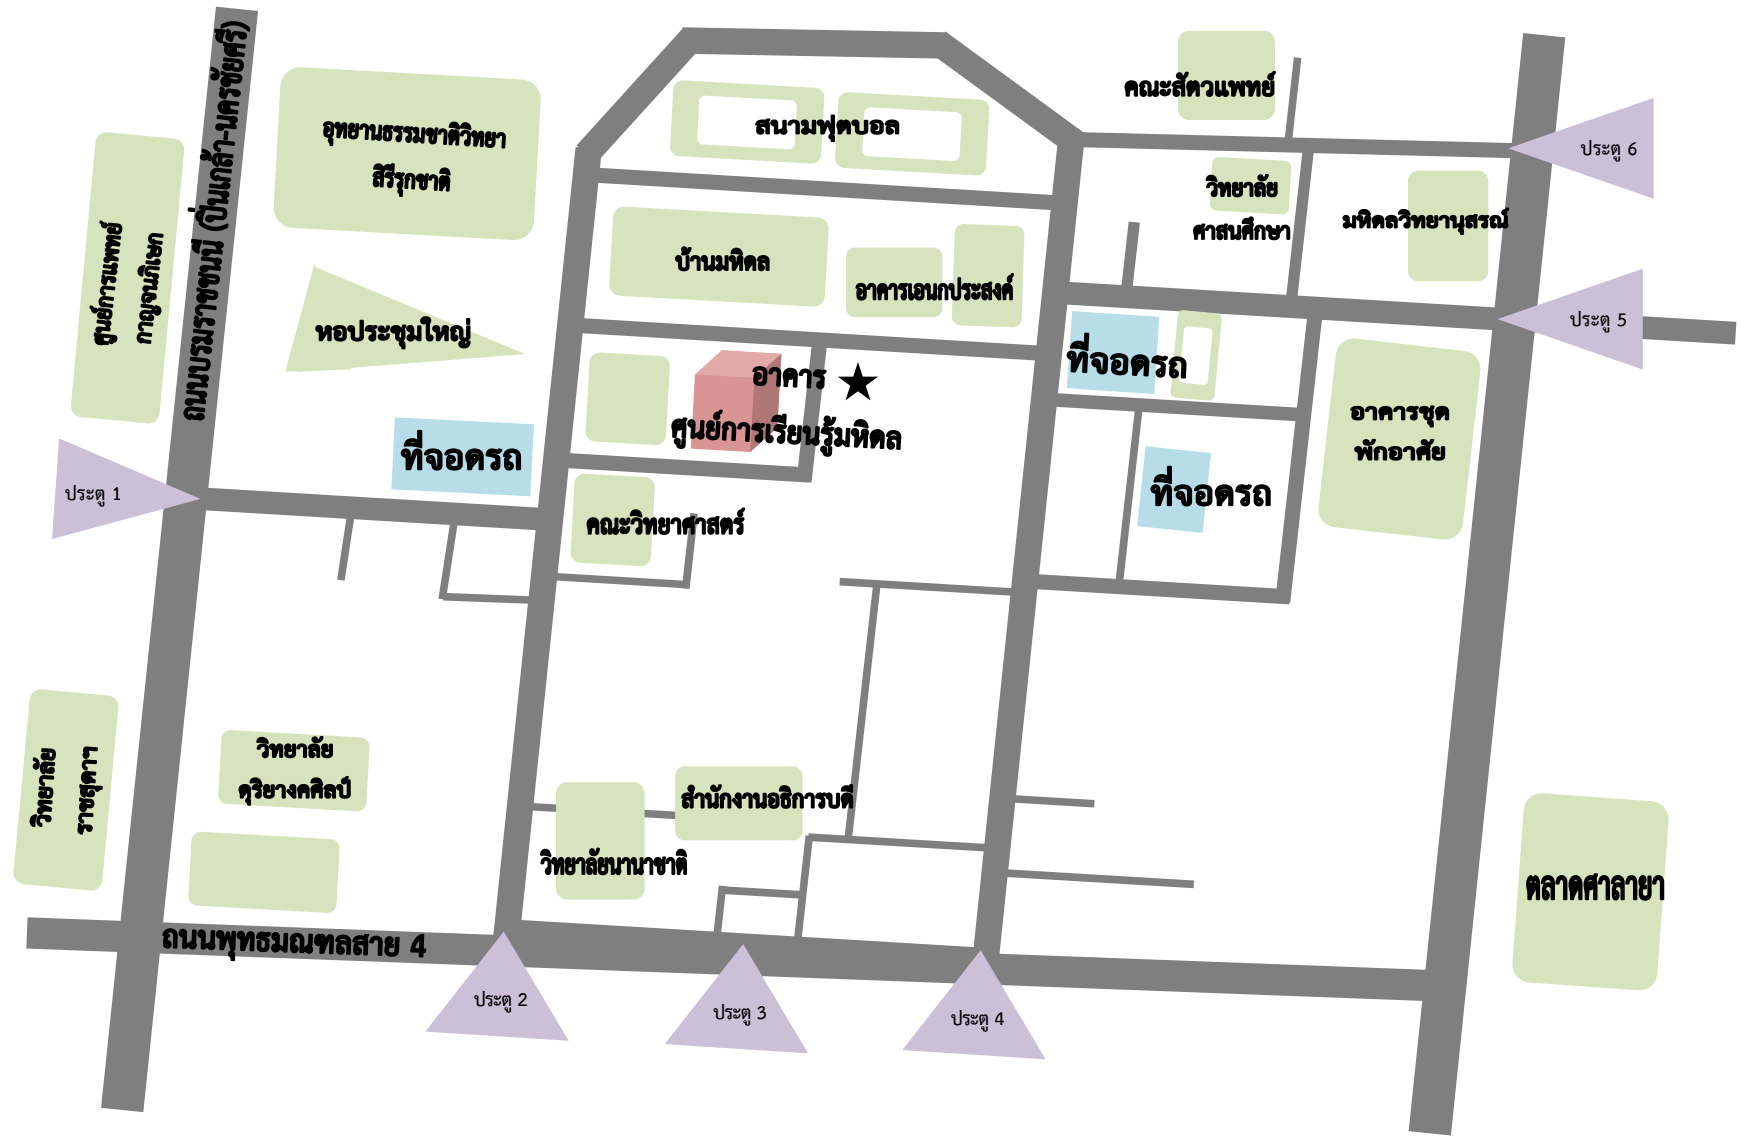 ถนนบรมราชชนนี (ปิ่นเกล้า-นครชัยศรี)
ศูนย์การแพทย์
กาญจนภิเษก
อุทยานธรรมชาติวิทยา
สิรีรุกขาติ
หอประชุมใหญ่
ที่จอดรถ
ประตู 1
สนามฟุตบอล
บ้านมหิดล
อาคารเอนกประสงค์
อาคาร
ศูนย์การเรียนรู้มหิดล
คณะวิทยาศาสตร์
คณะสัตวแพทย์
วิทยาลัย
ศาสนศึกษา
มหิดลวิทยานุสรณ์
ประตู 6
ประตู 5
ที่จอดรถ
ที่จอดรถ
อาคารชุด
พักอาศัย
วิทยาลัย
ราชสุดาฯ
วิทยาลัย
ดุริยางคศิลป์
สำนักงานอธิการบดี
วิทยาลัยนานาชาติ
ตลาดศาลายา
ถนนพุทธมณฑลสาย 4
ประตู 2
ประตู 3
ประตู 4